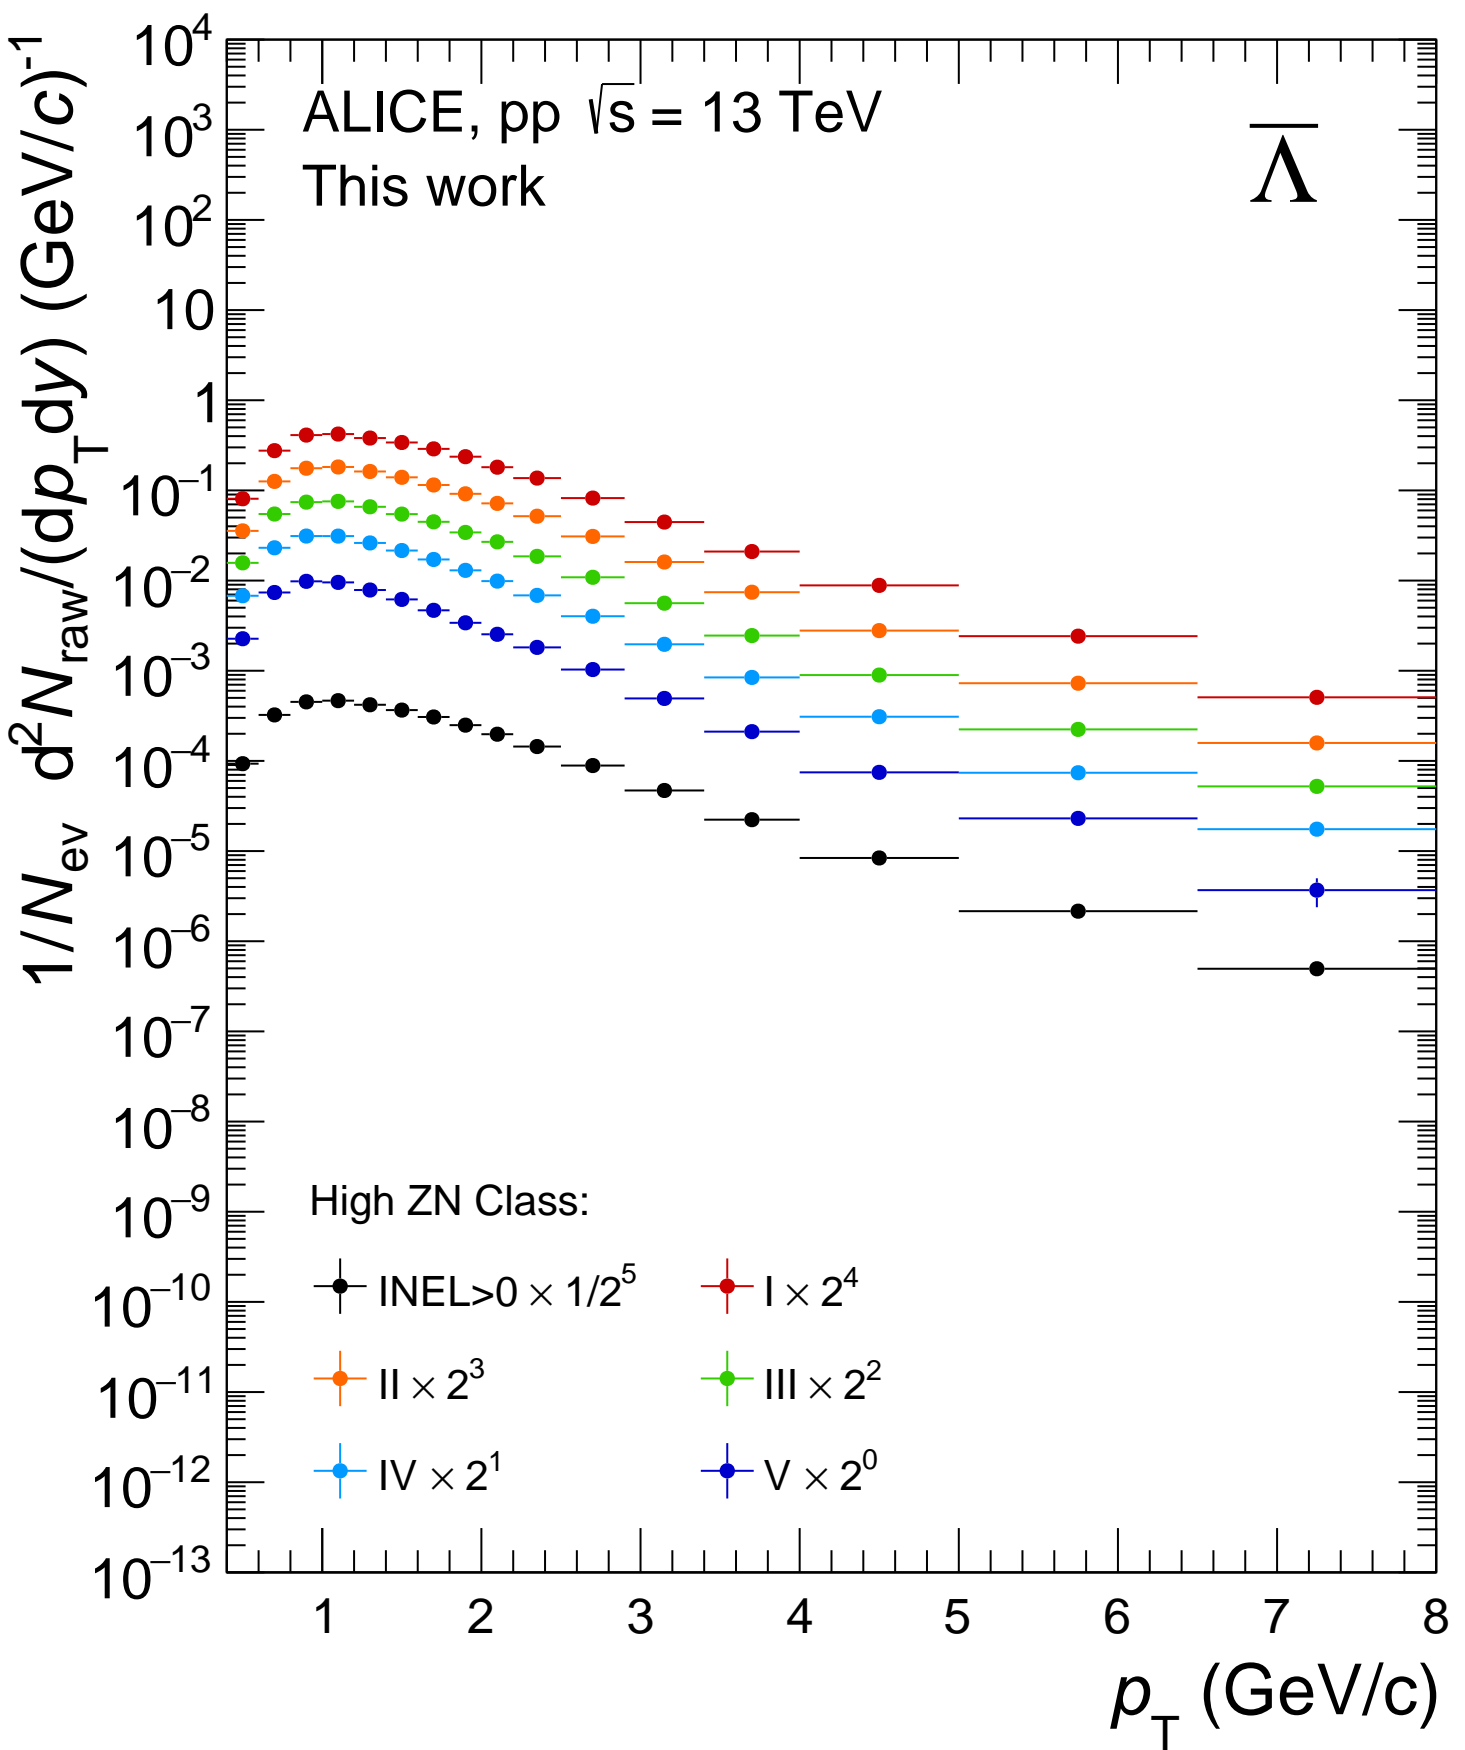 1/N_ev d²N_raw/(dp_T dy) (GeV/c)⁻¹
10⁴
10³
10²
10
1
10⁻¹
10⁻²
10⁻³
10⁻⁴
10⁻⁵
10⁻⁶
10⁻⁷
10⁻⁸
10⁻⁹
10⁻¹⁰
10⁻¹¹
10⁻¹²
10⁻¹³
ALICE, pp √s = 13 TeV
This work
Λ̅
High ZN Class:
INEL>0 × 1/2⁵
I × 2⁴
II × 2³
III × 2²
IV × 2¹
V × 2⁰
1 2 3 4 5 6 7 8
p_T (GeV/c)